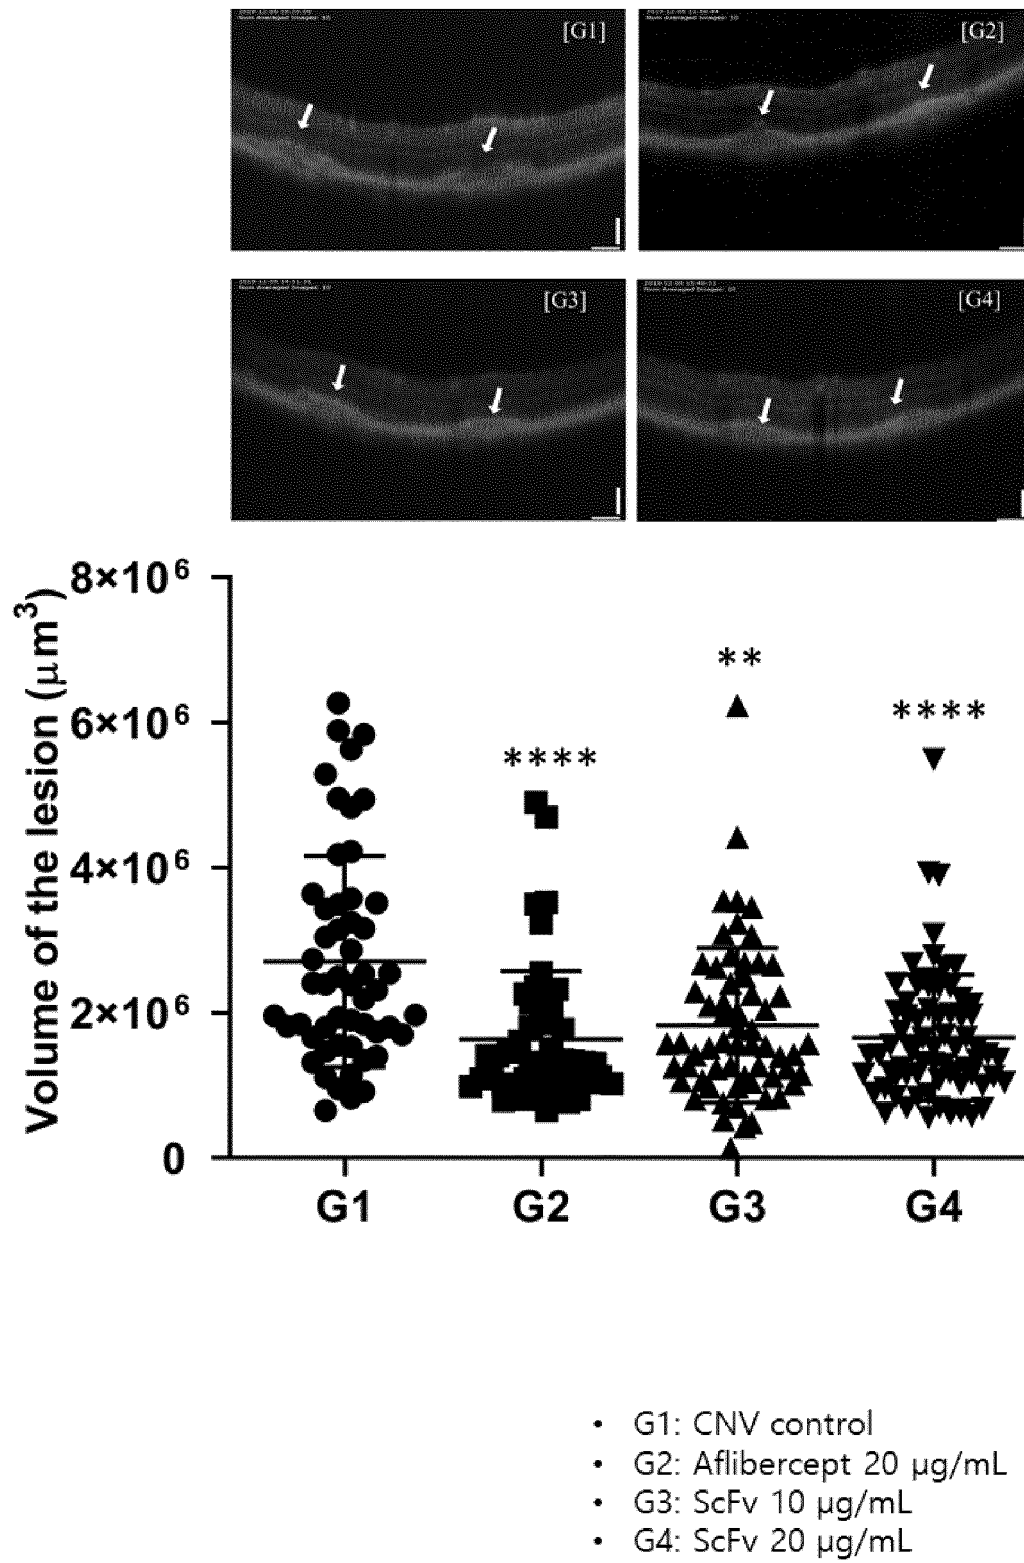 [G1]
[G2]
[G3]
[G4]
Volume of the lesion (μm³)
8×10⁶
6×10⁶
4×10⁶
2×10⁶
0
**
****
****
G1 G2 G3 G4
• G1: CNV control
• G2: Aflibercept 20 μg/mL
• G3: ScFv 10 μg/mL
• G4: ScFv 20 μg/mL